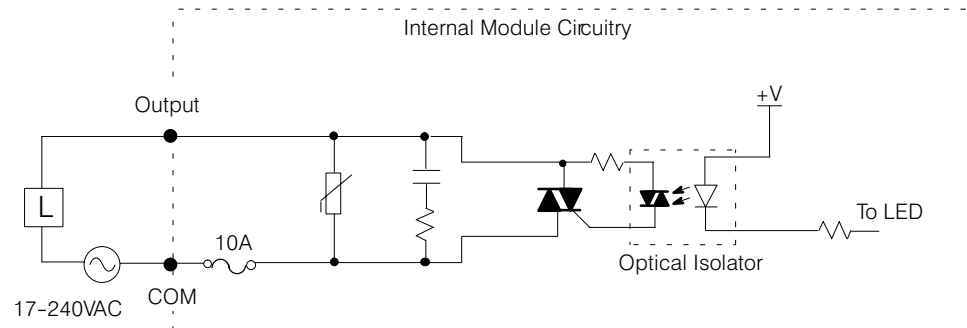 Internal Module Circuitry
+V
Output
L
To LED
10A
Optical Isolator
COM
17-240VAC